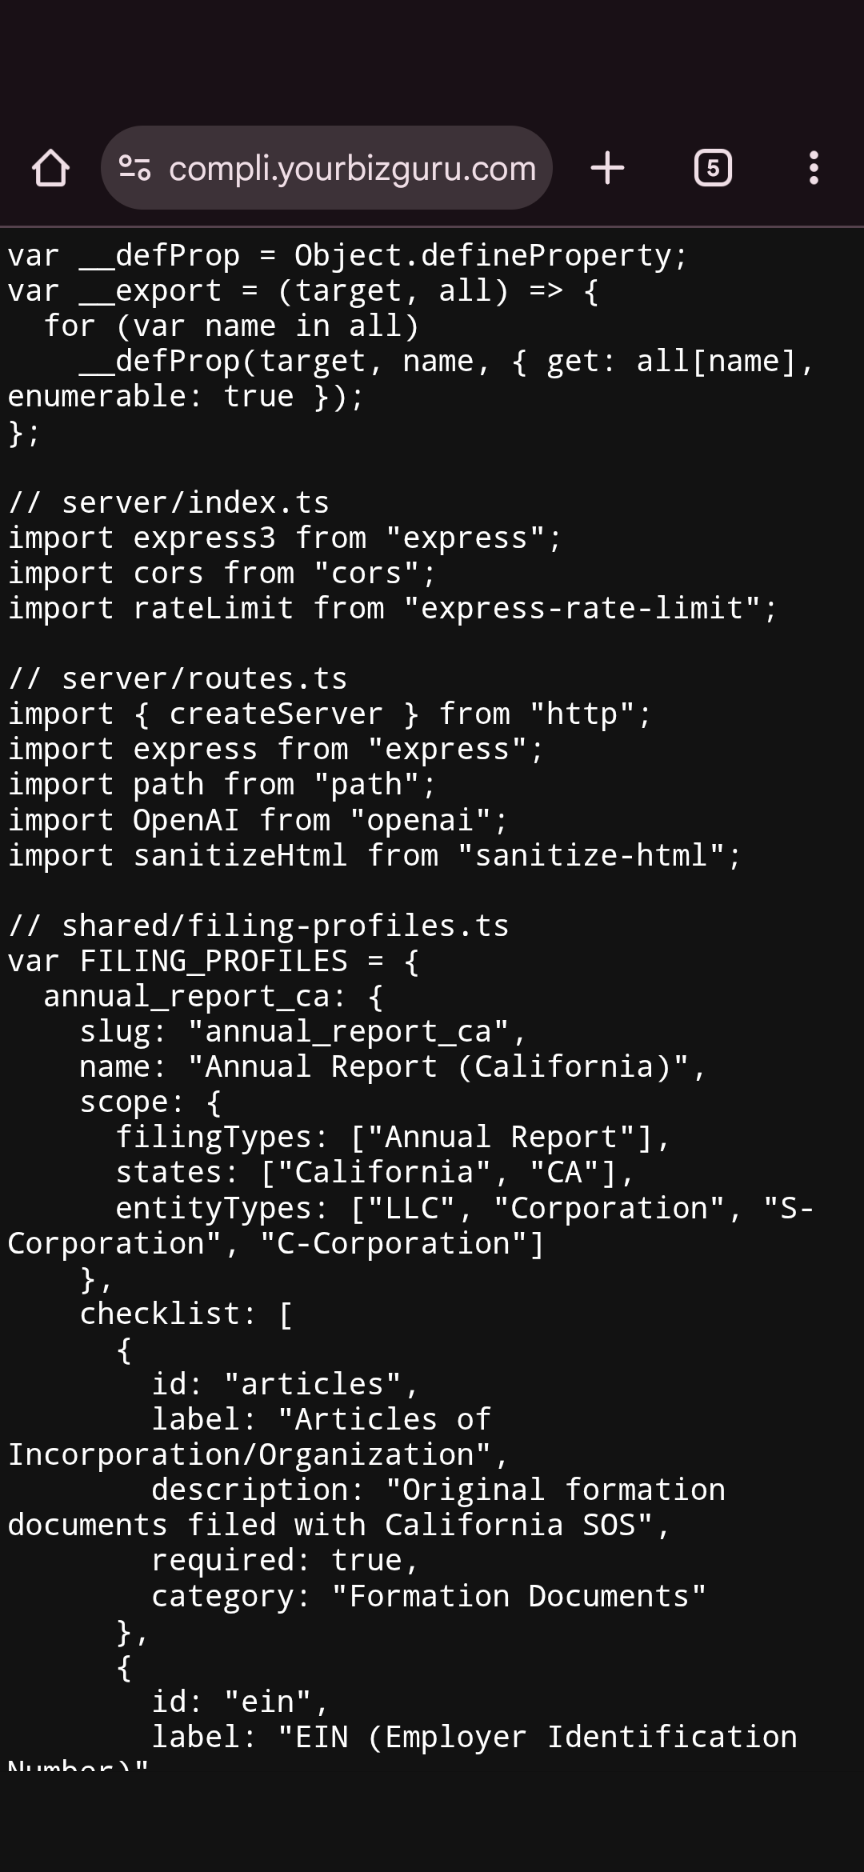 compli.yourbizguru.com
5
var __defProp = Object.defineProperty;
var __export = (target, all) => {
  for (var name in all)
    __defProp(target, name, { get: all[name],
enumerable: true });
};

// server/index.ts
import express3 from "express";
import cors from "cors";
import rateLimit from "express-rate-limit";

// server/routes.ts
import { createServer } from "http";
import express from "express";
import path from "path";
import OpenAI from "openai";
import sanitizeHtml from "sanitize-html";

// shared/filing-profiles.ts
var FILING_PROFILES = {
  annual_report_ca: {
    slug: "annual_report_ca",
    name: "Annual Report (California)",
    scope: {
      filingTypes: ["Annual Report"],
      states: ["California", "CA"],
      entityTypes: ["LLC", "Corporation", "S-
Corporation", "C-Corporation"]
    },
    checklist: [
      {
        id: "articles",
        label: "Articles of
Incorporation/Organization",
        description: "Original formation
documents filed with California SOS",
        required: true,
        category: "Formation Documents"
      },
      {
        id: "ein",
        label: "EIN (Employer Identification
Number)"